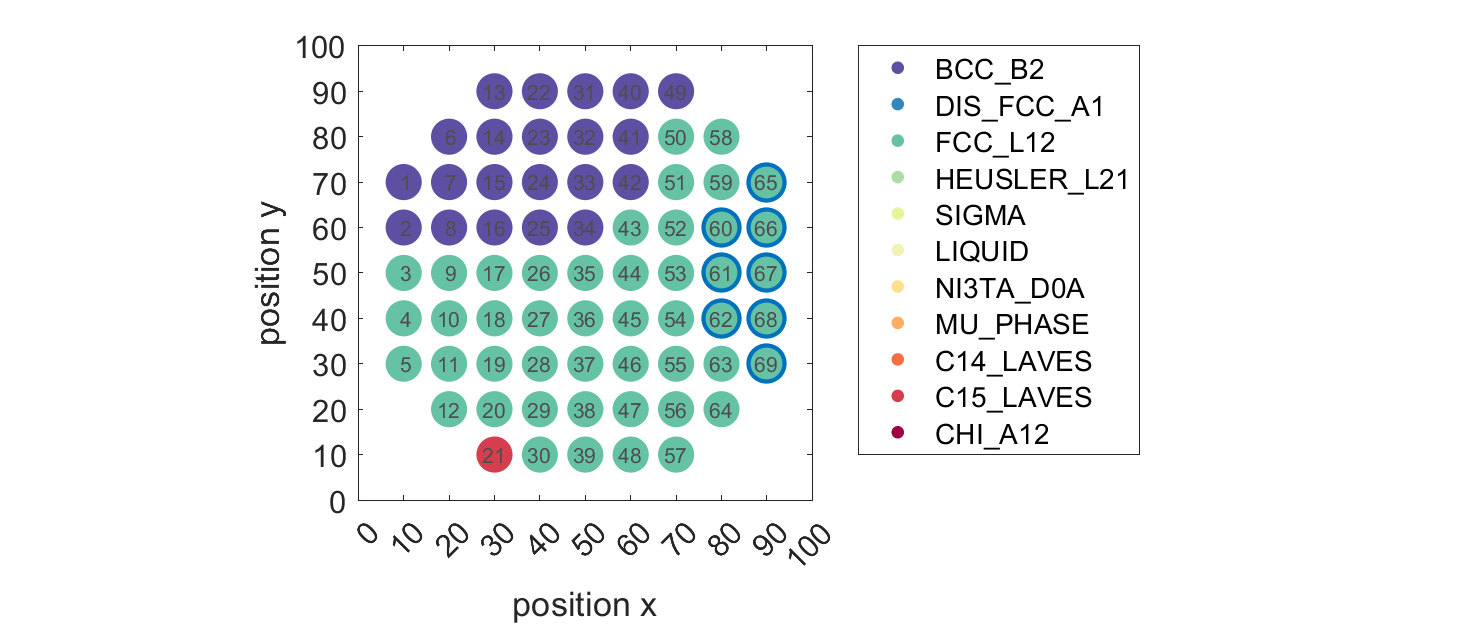 100
90
80
70
60
50
40
30
20
10
0
position y
13 22 31 40 49
6 14 23 32 41 50 58
1 7 15 24 33 42 51 59 65
2 8 16 25 34 43 52 60 66
3 9 17 26 35 44 53 61 67
4 10 18 27 36 45 54 62 68
5 11 19 28 37 46 55 63 69
12 20 29 38 47 56 64
21 30 39 48 57
0 10 20 30 40 50 60 70 80 90 100
position x
BCC_B2
DIS_FCC_A1
FCC_L12
HEUSLER_L21
SIGMA
LIQUID
NI3TA_D0A
MU_PHASE
C14_LAVES
C15_LAVES
CHI_A12